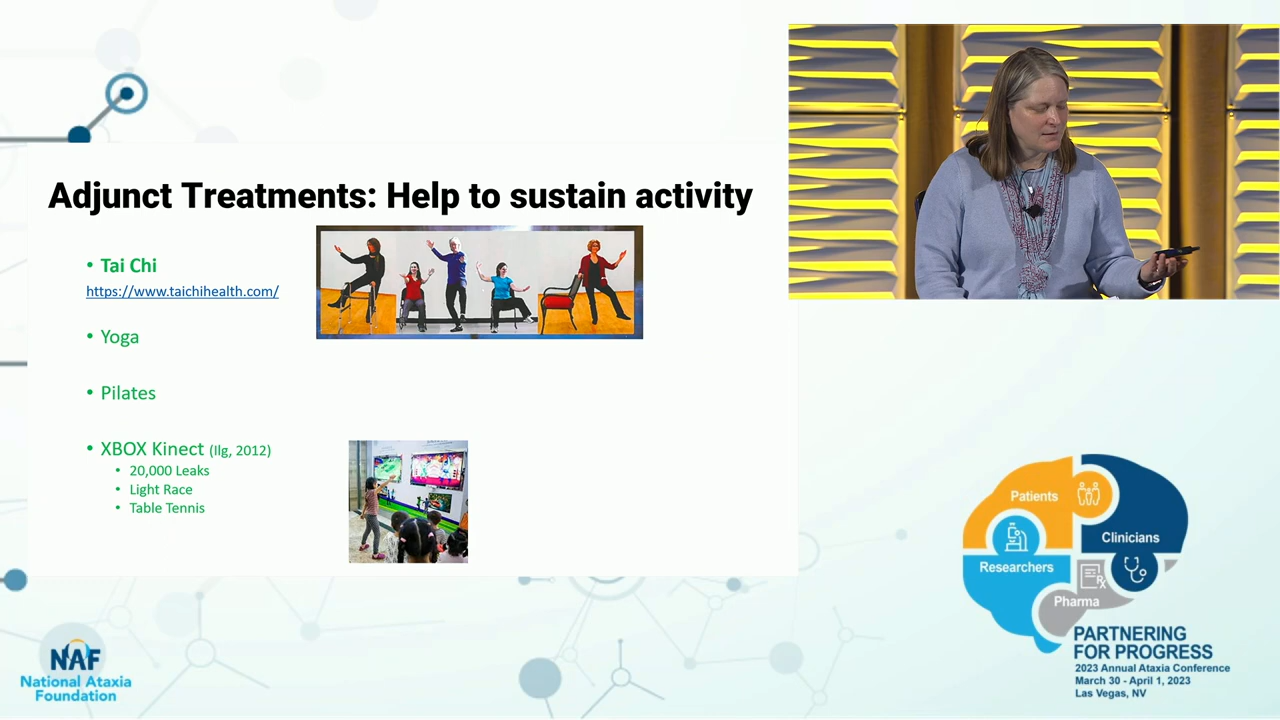 Adjunct Treatments: Help to sustain activity
• Tai Chi
https://www.taichihealth.com/
• Yoga
• Pilates
• XBOX Kinect (Ilg, 2012)
• 20,000 Leaks
• Light Race
• Table Tennis
Patients
Clinicians
Researchers
Rx
Pharma
PARTNERING
FOR PROGRESS
2023 Annual Ataxia Conference
March 30 - April 1, 2023
Las Vegas, NV
NAF
National Ataxia
Foundation